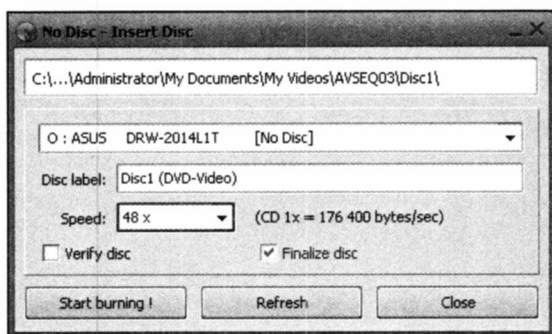 No Disc - Insert Disc
C:\...\Administrator\My Documents\My Videos\AVSEQ03\Disc1\
O : ASUS DRW-2014L1T [No Disc]
Disc label: Disc1 (DVD-Video)
Speed: 48 x (CD 1x = 176 400 bytes/sec)
Verify disc Finalize disc
Start burning ! Refresh Close